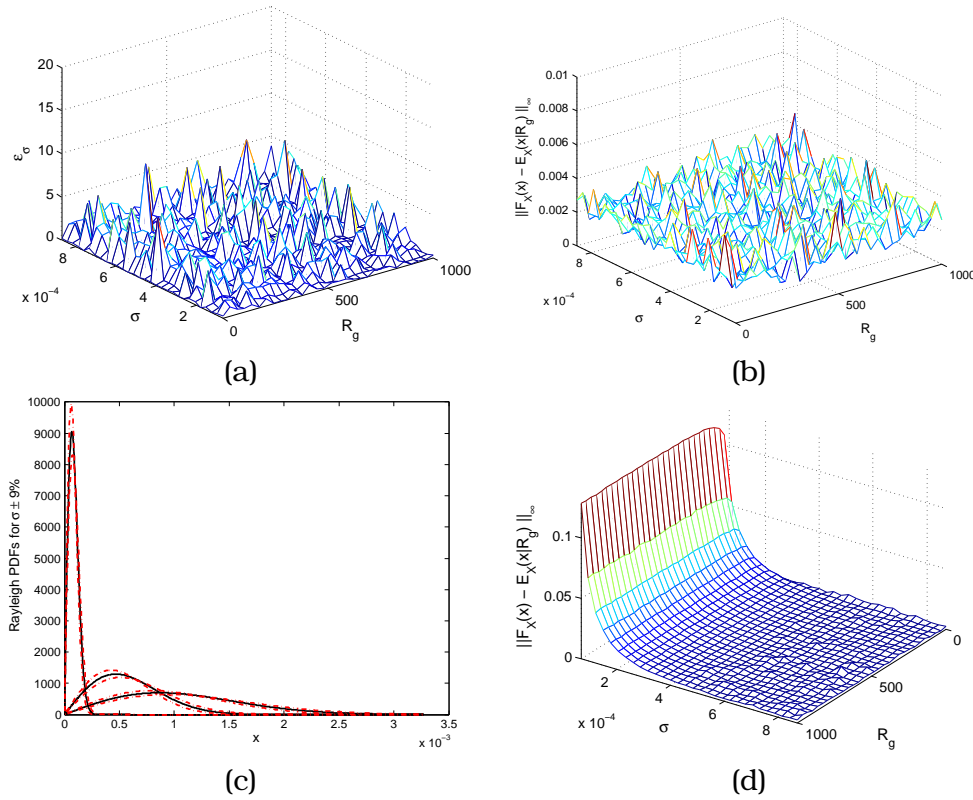 20
15
10
5
0
ε_σ
8
6
4
2
x 10⁻⁴
σ
0
500
1000
R_g
(a)
0.01
0.008
0.006
0.004
0.002
0
||F_X(x) − E_X(x|R_g) ||_∞
8
6
4
2
x 10⁻⁴
σ
0
500
1000
R_g
(b)
10000
9000
8000
7000
6000
5000
4000
3000
2000
1000
0
Rayleigh PDFs for σ ± 9%
0
0.5
1
1.5
2
2.5
3
3.5
x
x 10⁻³
(c)
0.1
0.05
0
||F_X(x) − E_X(x|R_g) ||_∞
2
4
6
8
x 10⁻⁴
σ
0
500
1000
R_g
(d)